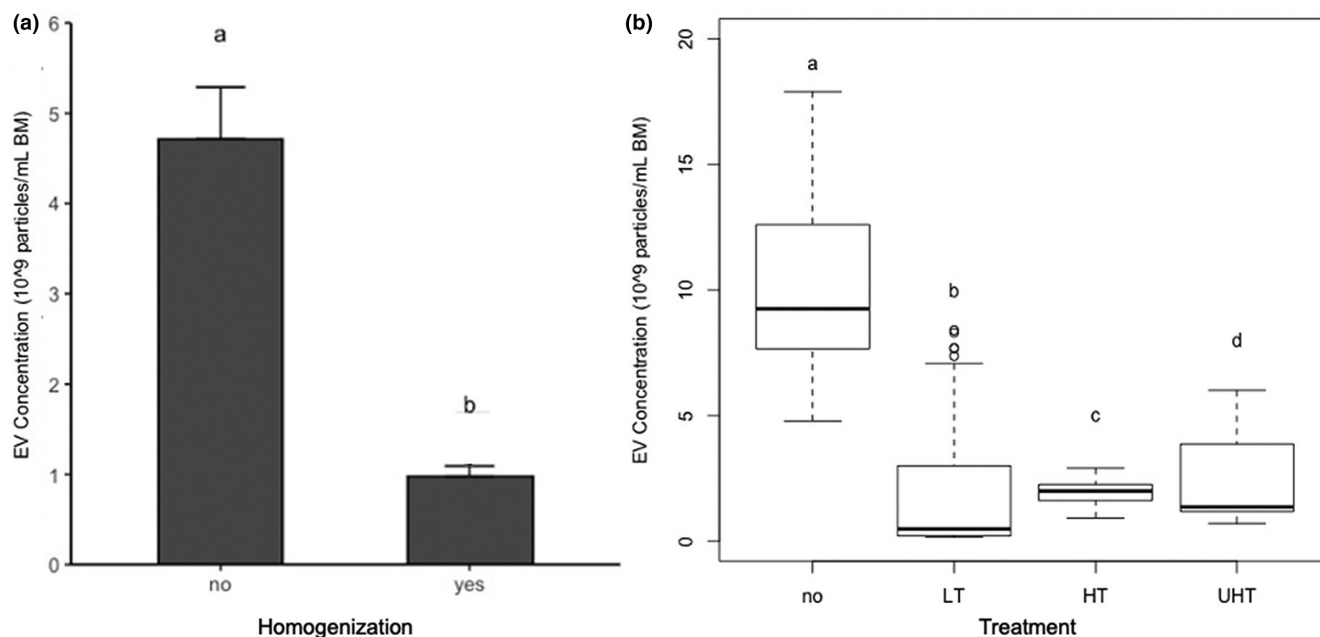 (a)
EV Concentration (10^9 particles/mL BM)
6
5
4
3
2
1
0
a
b
no yes
Homogenization
(b)
EV Concentration (10^9 particles/mL BM)
20
15
10
5
0
a
b
c
d
no LT HT UHT
Treatment